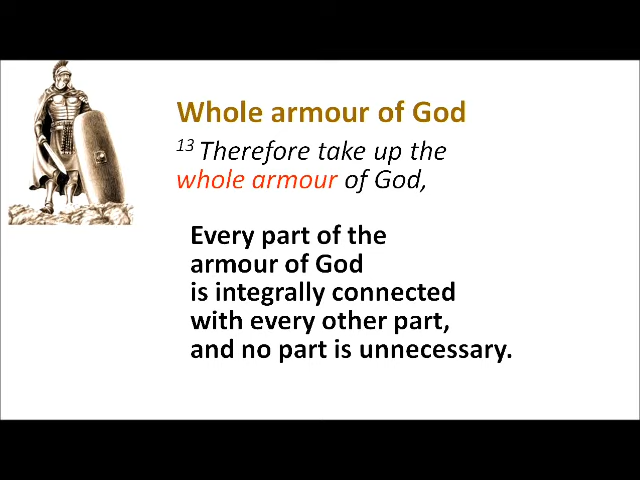 Whole armour of God
13 Therefore take up the
whole armour of God,
Every part of the
armour of God
is integrally connected
with every other part,
and no part is unnecessary.